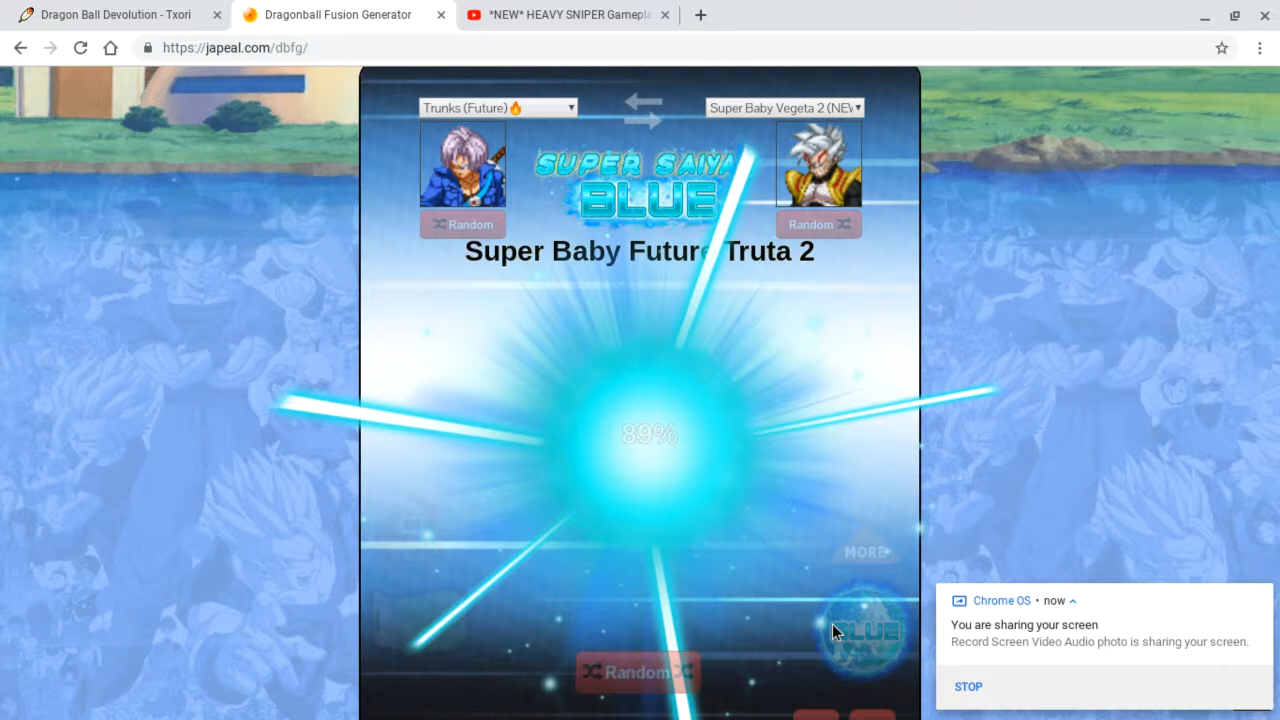 Dragon Ball Devolution - Txori
Dragonball Fusion Generator
*NEW* HEAVY SNIPER Gamepla
https://japeal.com/dbfg/
Trunks (Future)🔥
Super Baby Vegeta 2 (NEV
SUPER SAIYA
BLUE
Random
Random
Super Baby Future Truta 2
89%
MORE
BLUE
Random
Chrome OS • now
You are sharing your screen
Record Screen Video Audio photo is sharing your screen.
STOP